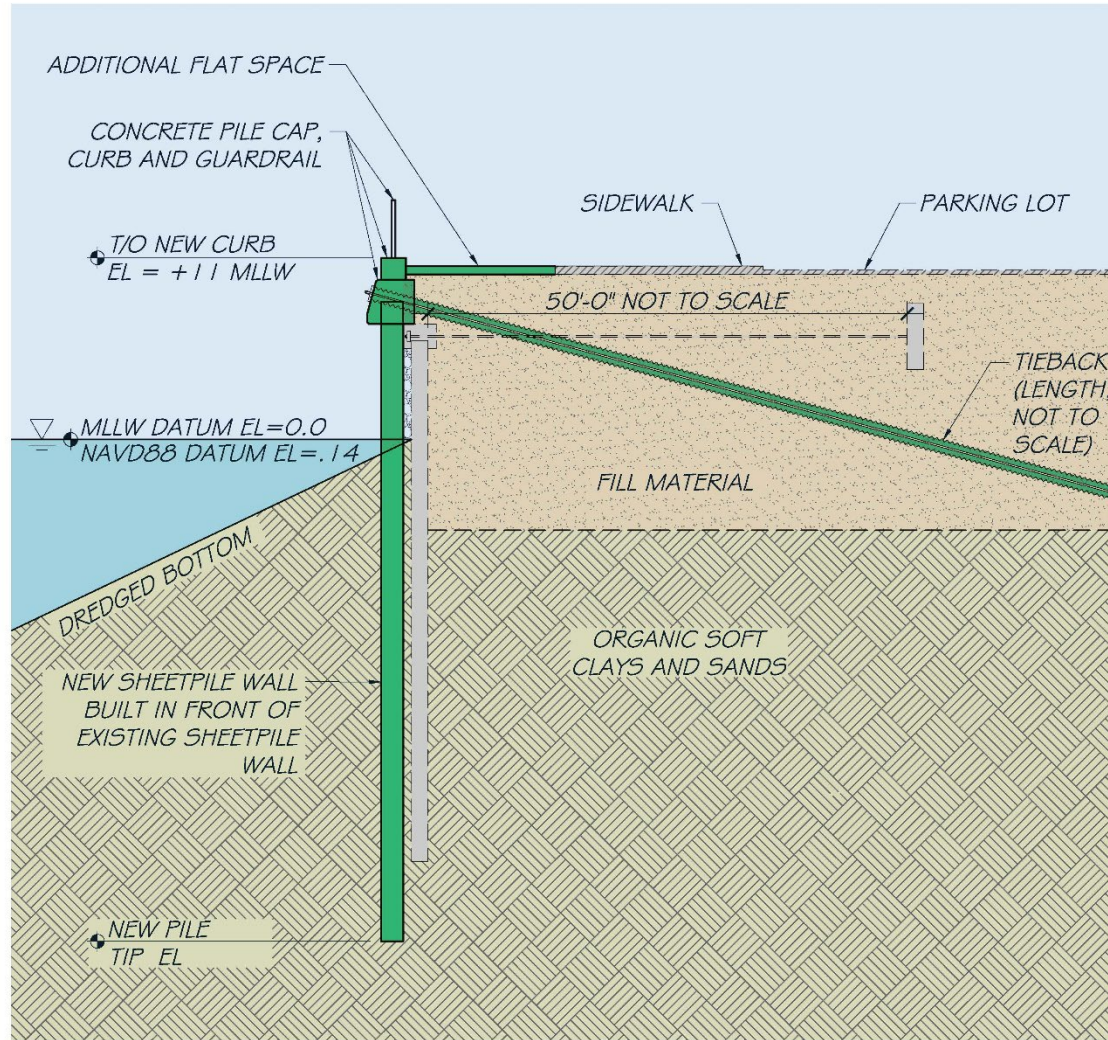 ADDITIONAL FLAT SPACE
CONCRETE PILE CAP,
CURB AND GUARDRAIL
SIDEWALK
PARKING LOT
T/O NEW CURB
EL = +11 MLLW
50'-0" NOT TO SCALE
TIEBACK
(LENGTH
NOT TO
SCALE)
MLLW DATUM EL=0.0
NAVD88 DATUM EL=.14
FILL MATERIAL
DREDGED BOTTOM
ORGANIC SOFT
CLAYS AND SANDS
NEW SHEETPILE WALL
BUILT IN FRONT OF
EXISTING SHEETPILE
WALL
NEW PILE
TIP EL